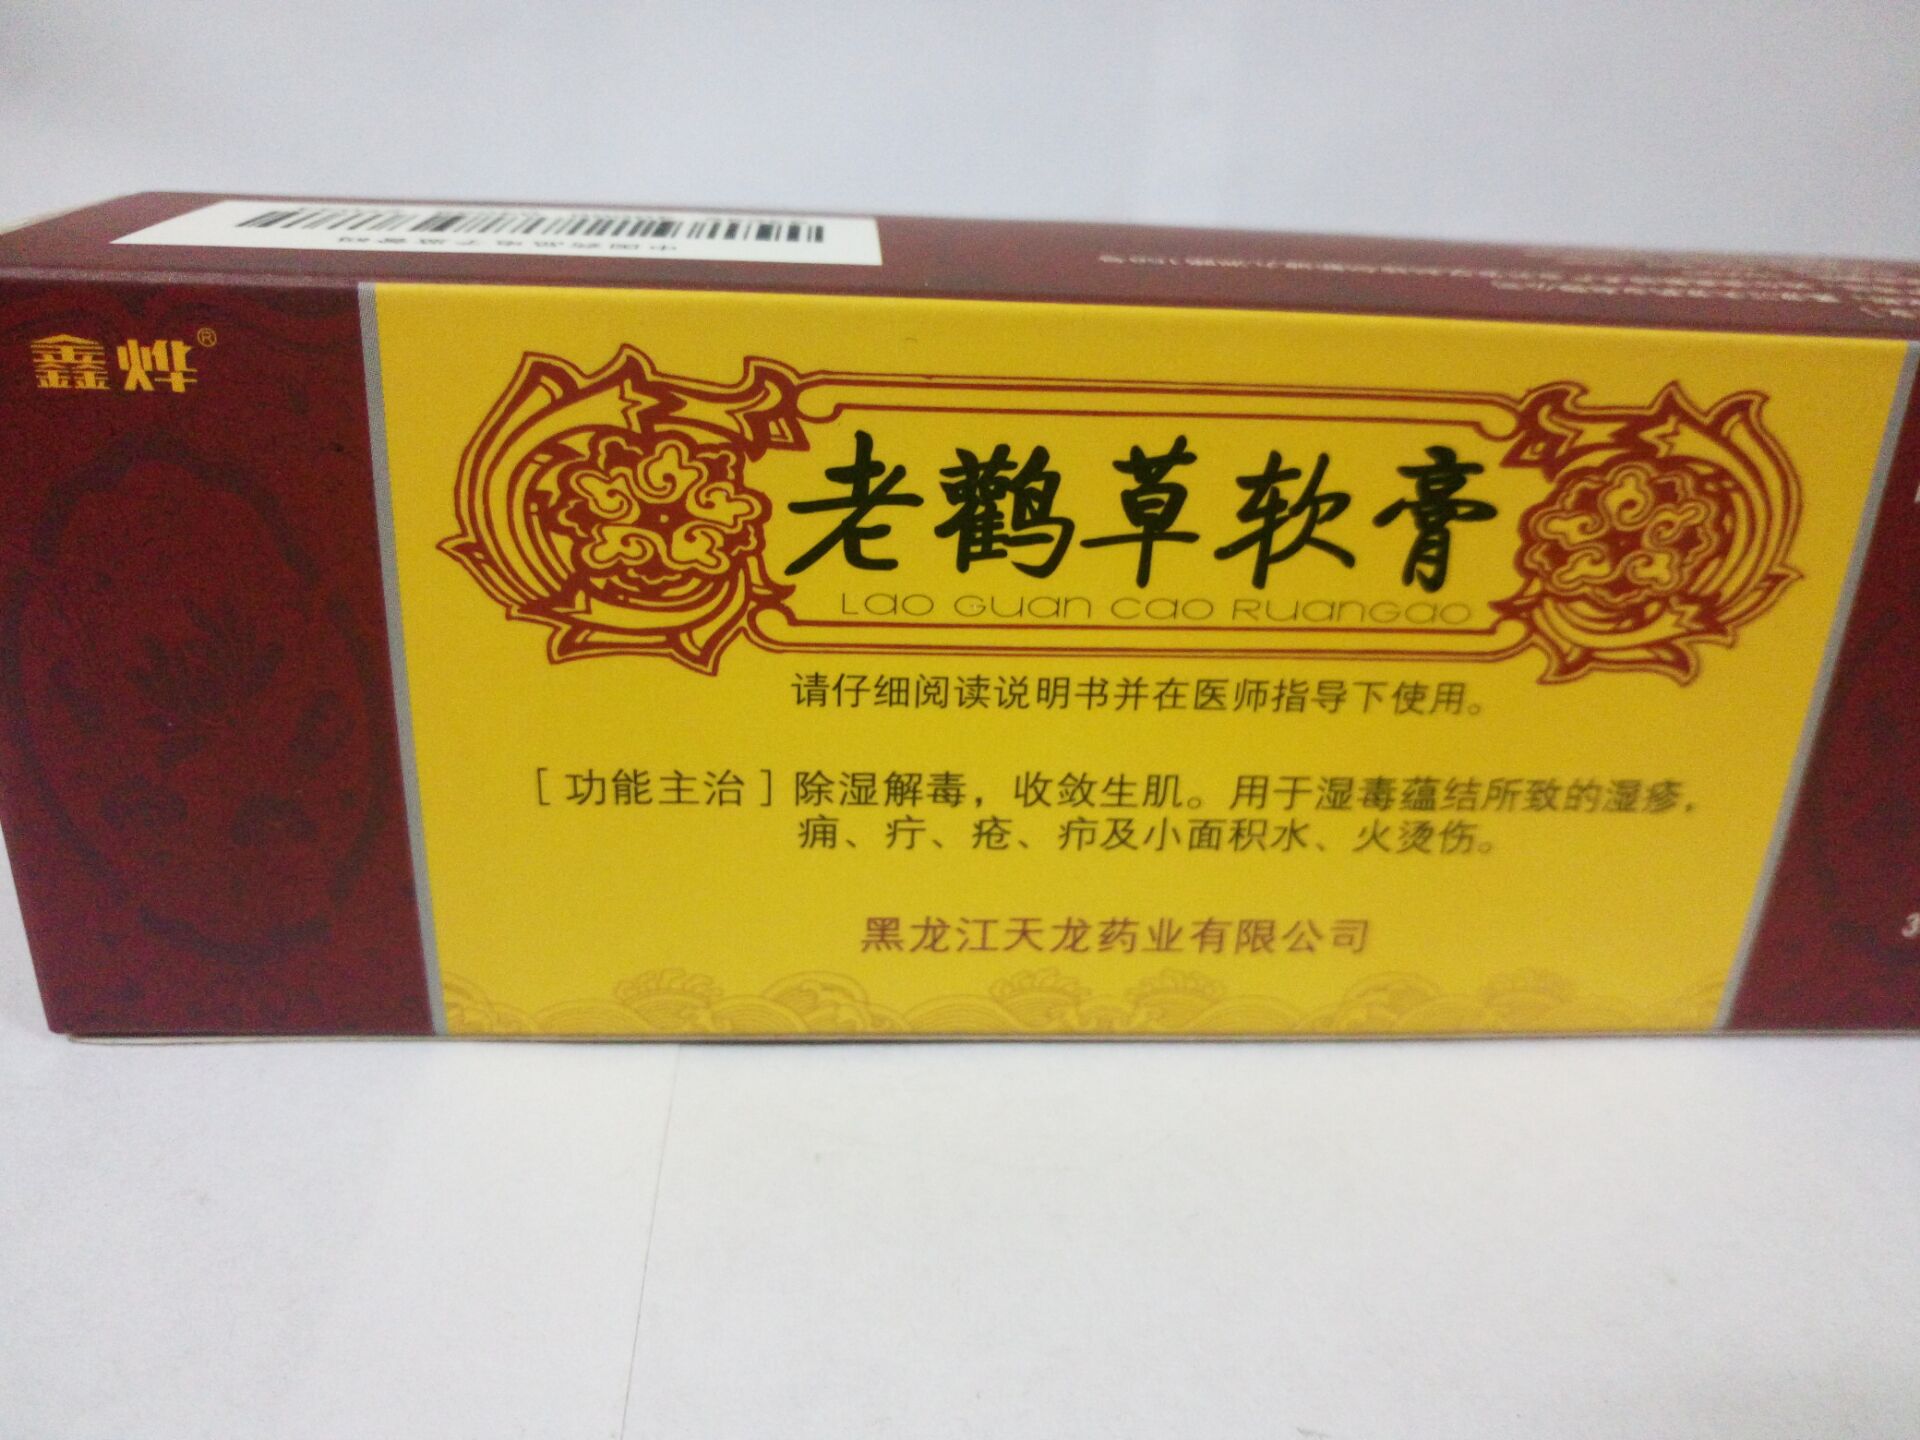 鑫烨®
老鹳草软膏
Lao Guan Cao RuanGao
请仔细阅读说明书并在医师指导下使用。
[功能主治]除湿解毒，收敛生肌。用于湿毒蕴结所致的湿疹，
痈、疔、疮、疖及小面积水、火烫伤。
黑龙江天龙药业有限公司